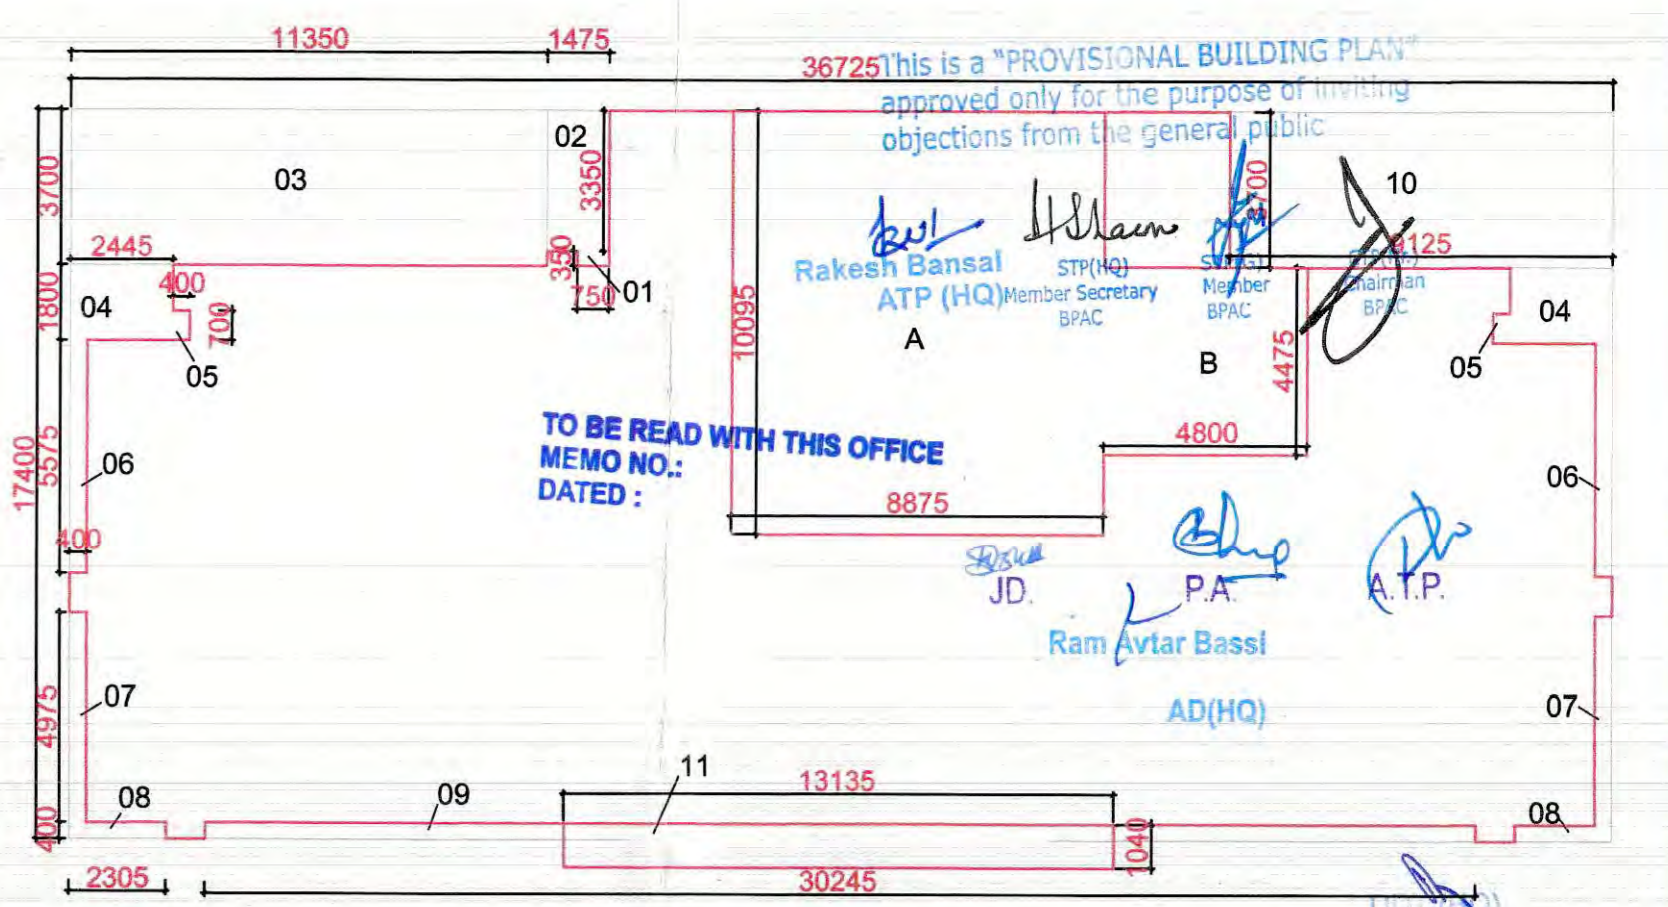 11350
1475
36725
This is a "PROVISIONAL BUILDING PLAN"
approved only for the purpose of inviting
objections from the general public
02
03
3700
3350
3700
10
2445
350
9125
Rakesh Bansal
ATP (HQ)
STP(HQ)
Member Secretary
BPAC
Member
BPAC
Chairman
BPAC
400
750
01
04
1800
700
04
10095
A
B
4475
05
05
TO BE READ WITH THIS OFFICE
MEMO NO.:
DATED :
4800
17400
5575
06
06
8875
400
JD.
P.A.
A.T.P.
Ram Avtar Bassi
AD(HQ)
07
4975
07
11
13135
08
09
08
400
1040
2305
30245